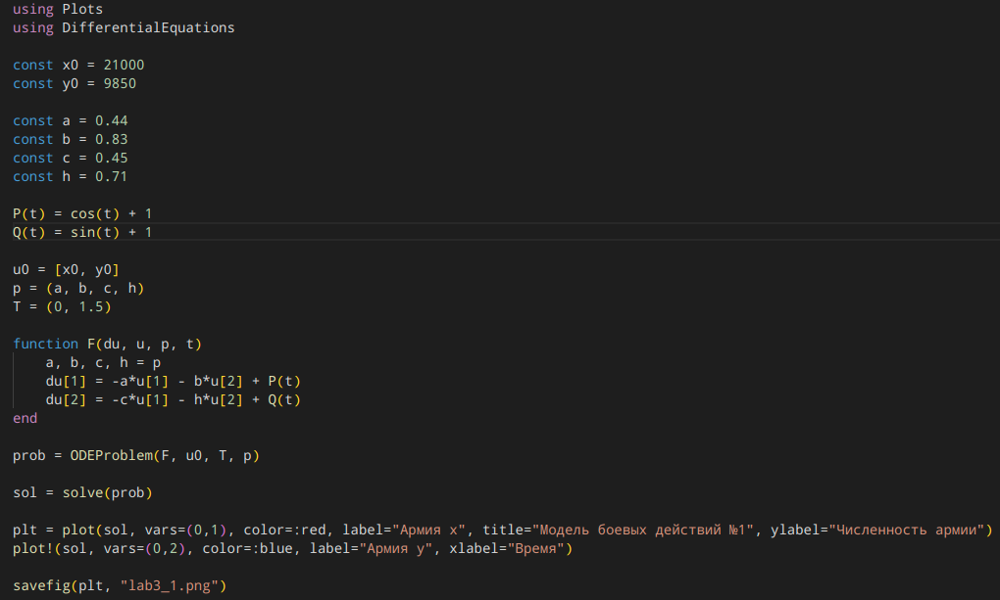 using Plots
using DifferentialEquations
const x0 = 21000
const y0 = 9850
const a = 0.44
const b = 0.83
const c = 0.45
const h = 0.71
P(t) = cos(t) + 1
Q(t) = sin(t) + 1
u0 = [x0, y0]
p = (a, b, c, h)
T = (0, 1.5)
function F(du, u, p, t)
    a, b, c, h = p
    du[1] = -a*u[1] - b*u[2] + P(t)
    du[2] = -c*u[1] - h*u[2] + Q(t)
end
prob = ODEProblem(F, u0, T, p)
sol = solve(prob)
plt = plot(sol, vars=(0,1), color=:red, label="Армия x", title="Модель боевых действий №1", ylabel="Численность армии")
plot!(sol, vars=(0,2), color=:blue, label="Армия y", xlabel="Время")
savefig(plt, "lab3_1.png")